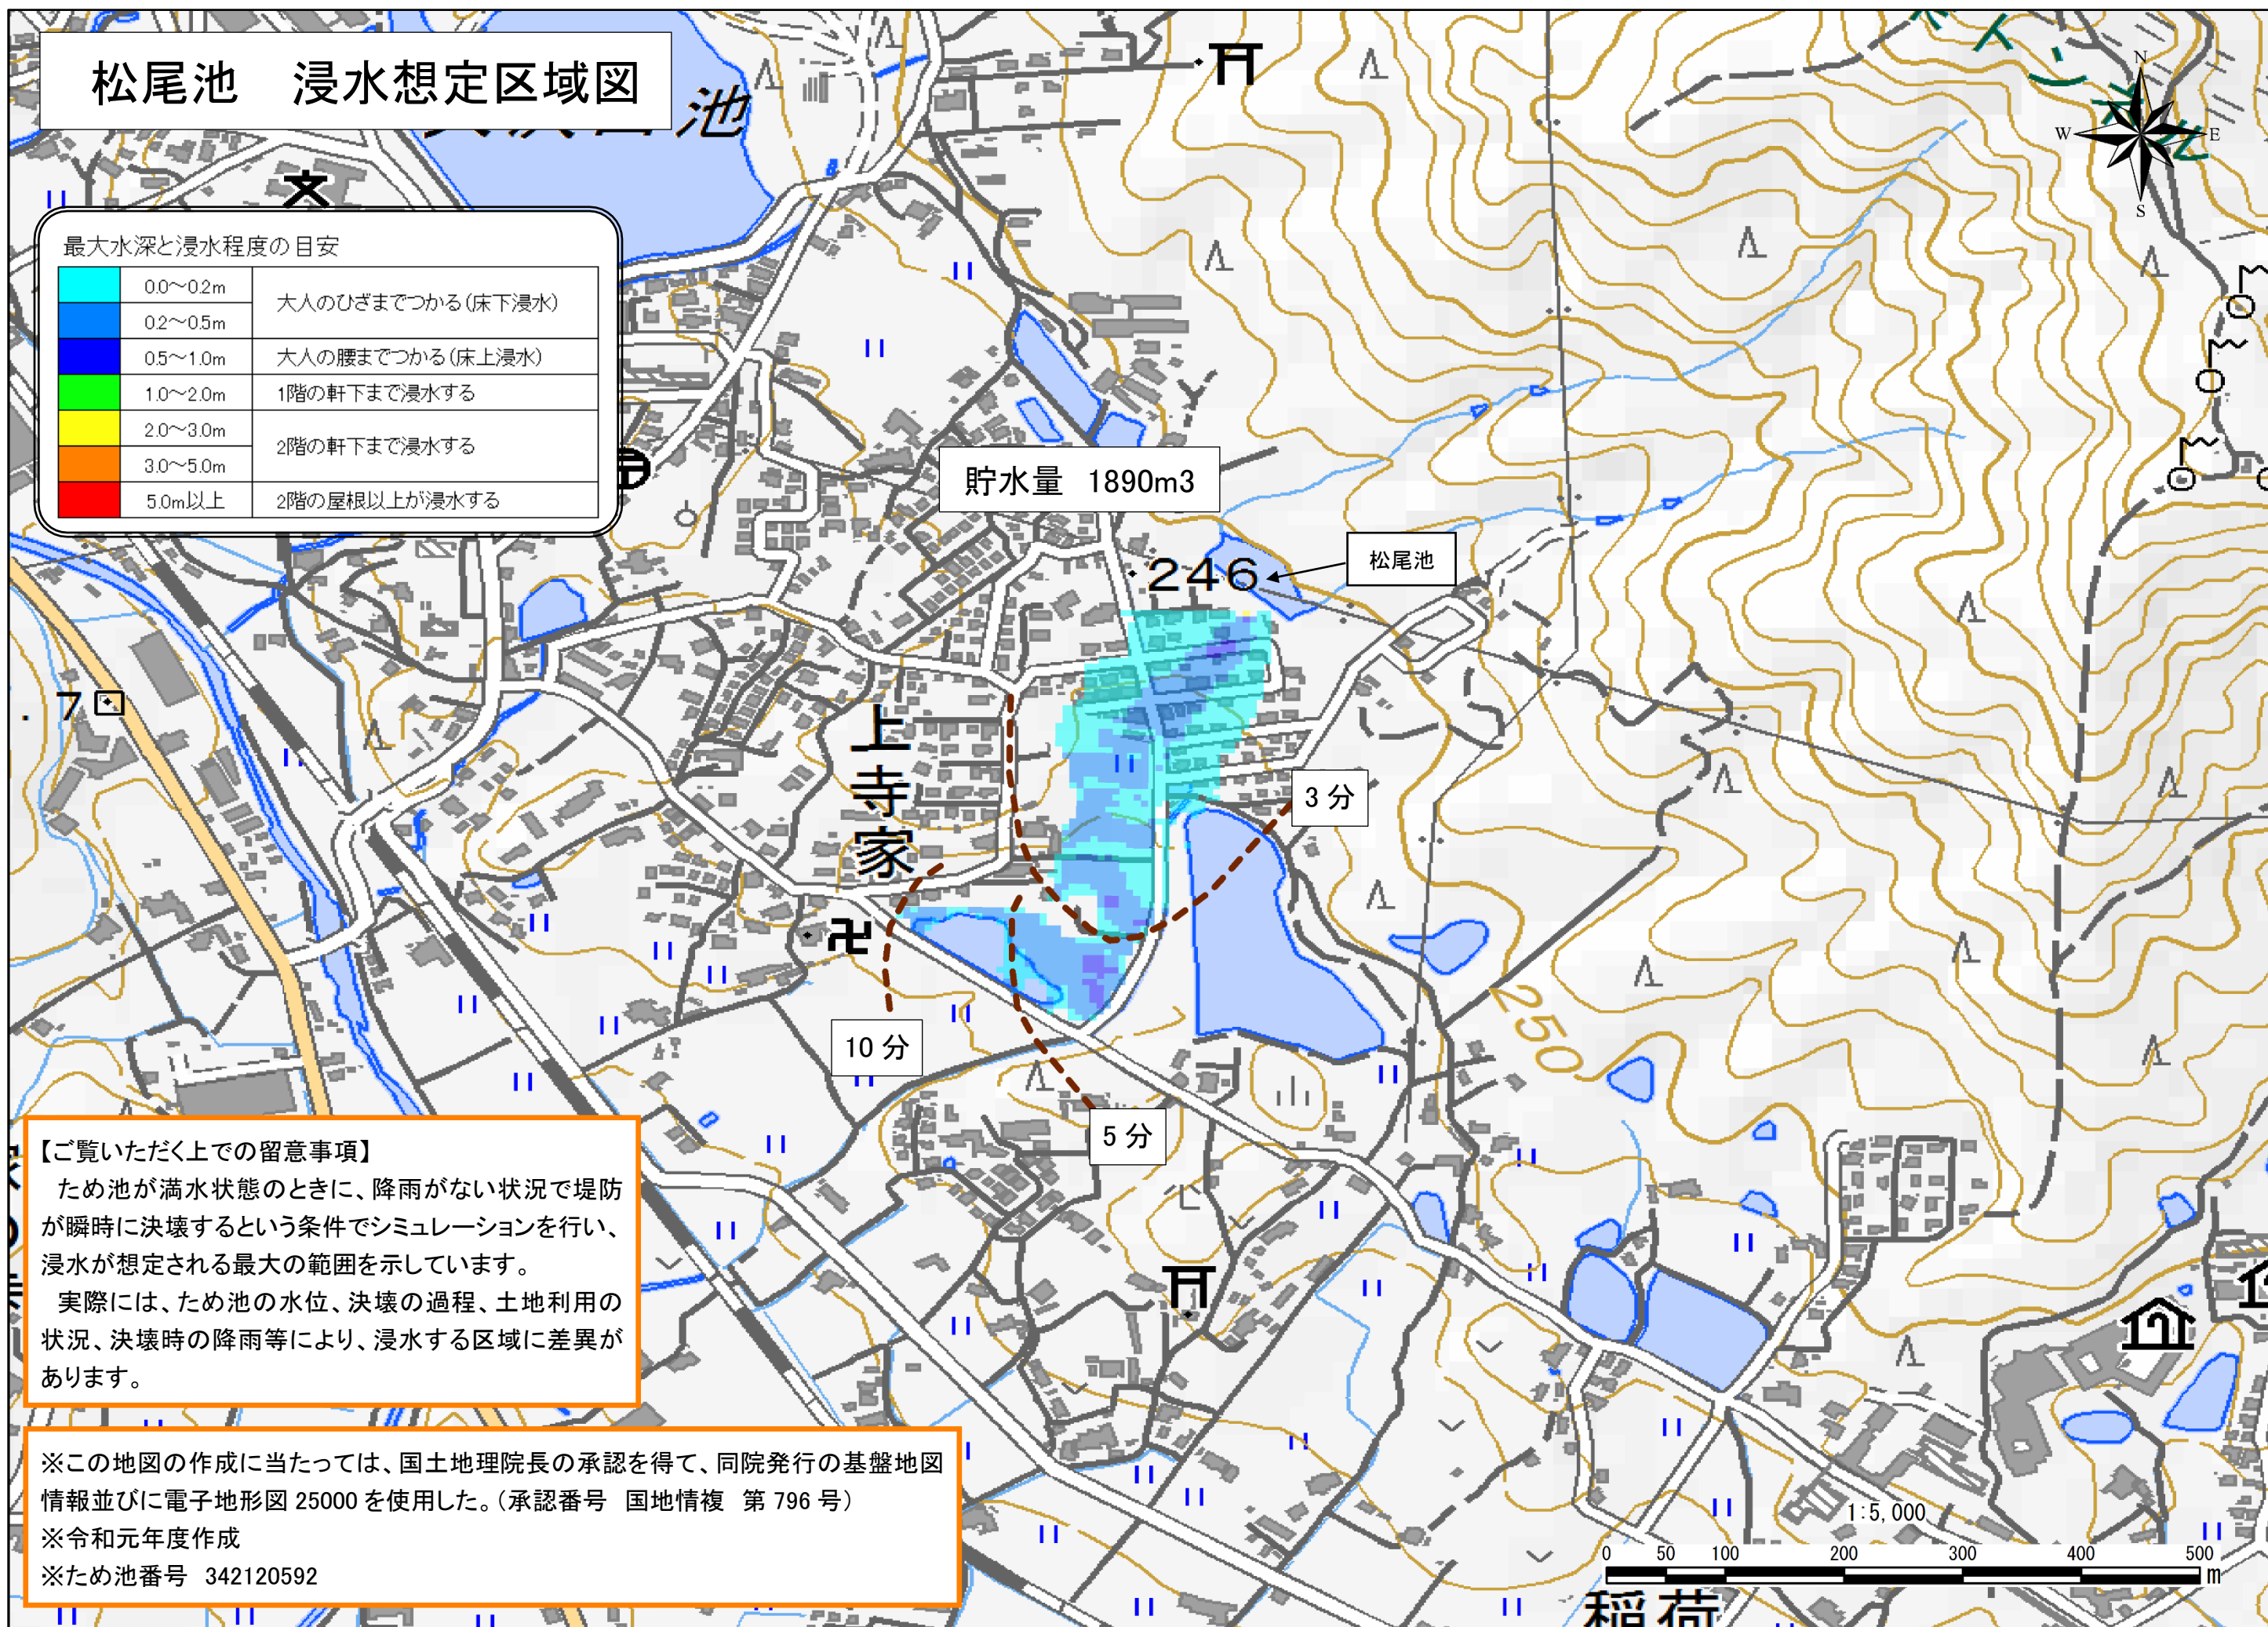 松尾池　浸水想定区域図
池
N
W
E
S
最大水深と浸水程度の目安
0.0～0.2m
大人のひざまでつかる(床下浸水)
0.2～0.5m
0.5～1.0m
大人の腰までつかる(床上浸水)
1.0～2.0m
1階の軒下まで浸水する
2.0～3.0m
2階の軒下まで浸水する
3.0～5.0m
5.0m以上
2階の屋根以上が浸水する
貯水量　1890m3
松尾池
246
.7
上寺家
3分
10分
5分
250
【ご覧いただく上での留意事項】
ため池が満水状態のときに、降雨がない状況で堤防
が瞬時に決壊するという条件でシミュレーションを行い、
浸水が想定される最大の範囲を示しています。
実際には、ため池の水位、決壊の過程、土地利用の
状況、決壊時の降雨等により、浸水する区域に差異が
あります。
※この地図の作成に当たっては、国土地理院長の承認を得て、同院発行の基盤地図
情報並びに電子地形図25000を使用した。（承認番号　国地情複　第796号）
※令和元年度作成
※ため池番号　342120592
1:5,000
0 50 100 200 300 400 500
m
稲荷